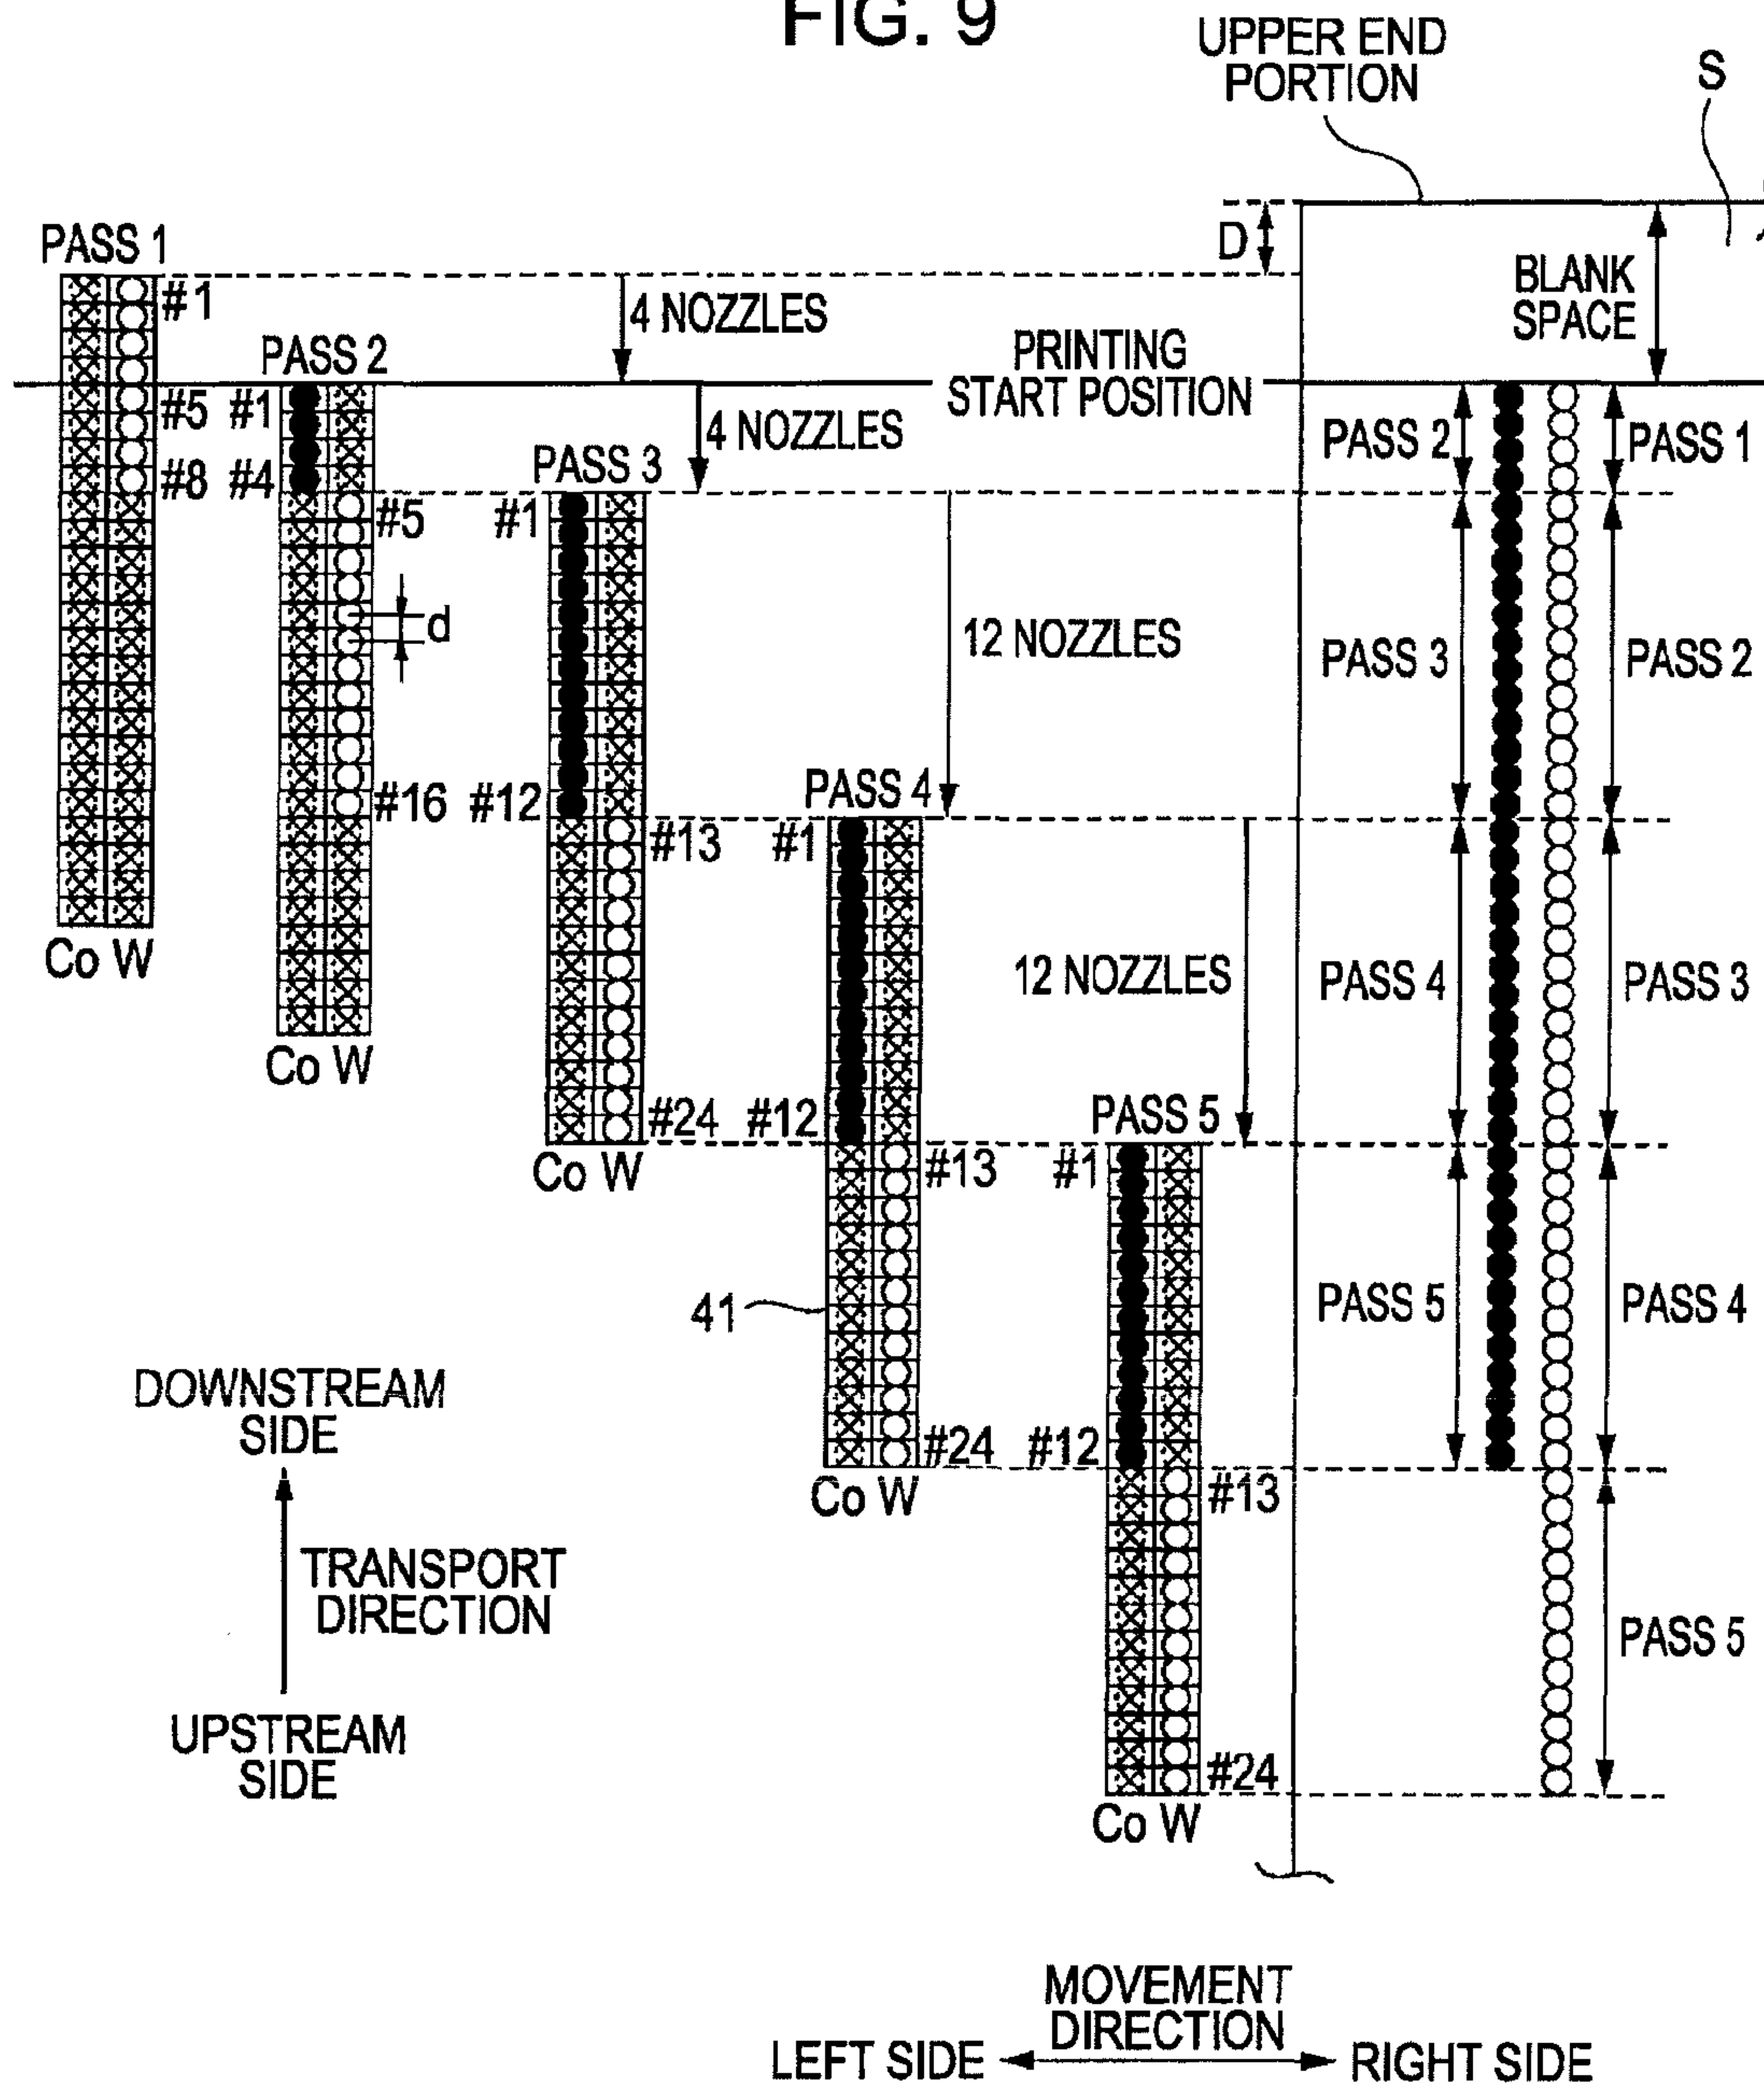 FIG. 9
UPPER END
PORTION
S
D
BLANK
SPACE
PASS 1
#1
4 NOZZLES
PRINTING
START POSITION
PASS 2
#5
#1
4 NOZZLES
PASS 2
PASS 1
#8
#4
PASS 3
#5
#1
d
12 NOZZLES
PASS 3
PASS 2
#16
#12
PASS 4
#13
#1
Co W
12 NOZZLES
PASS 4
PASS 3
Co W
#24
#12
PASS 5
Co W
#13
#1
41
PASS 5
PASS 4
#24
#12
Co W
#13
DOWNSTREAM
SIDE
TRANSPORT
DIRECTION
UPSTREAM
SIDE
PASS 5
#24
Co W
MOVEMENT
DIRECTION
LEFT SIDE
RIGHT SIDE